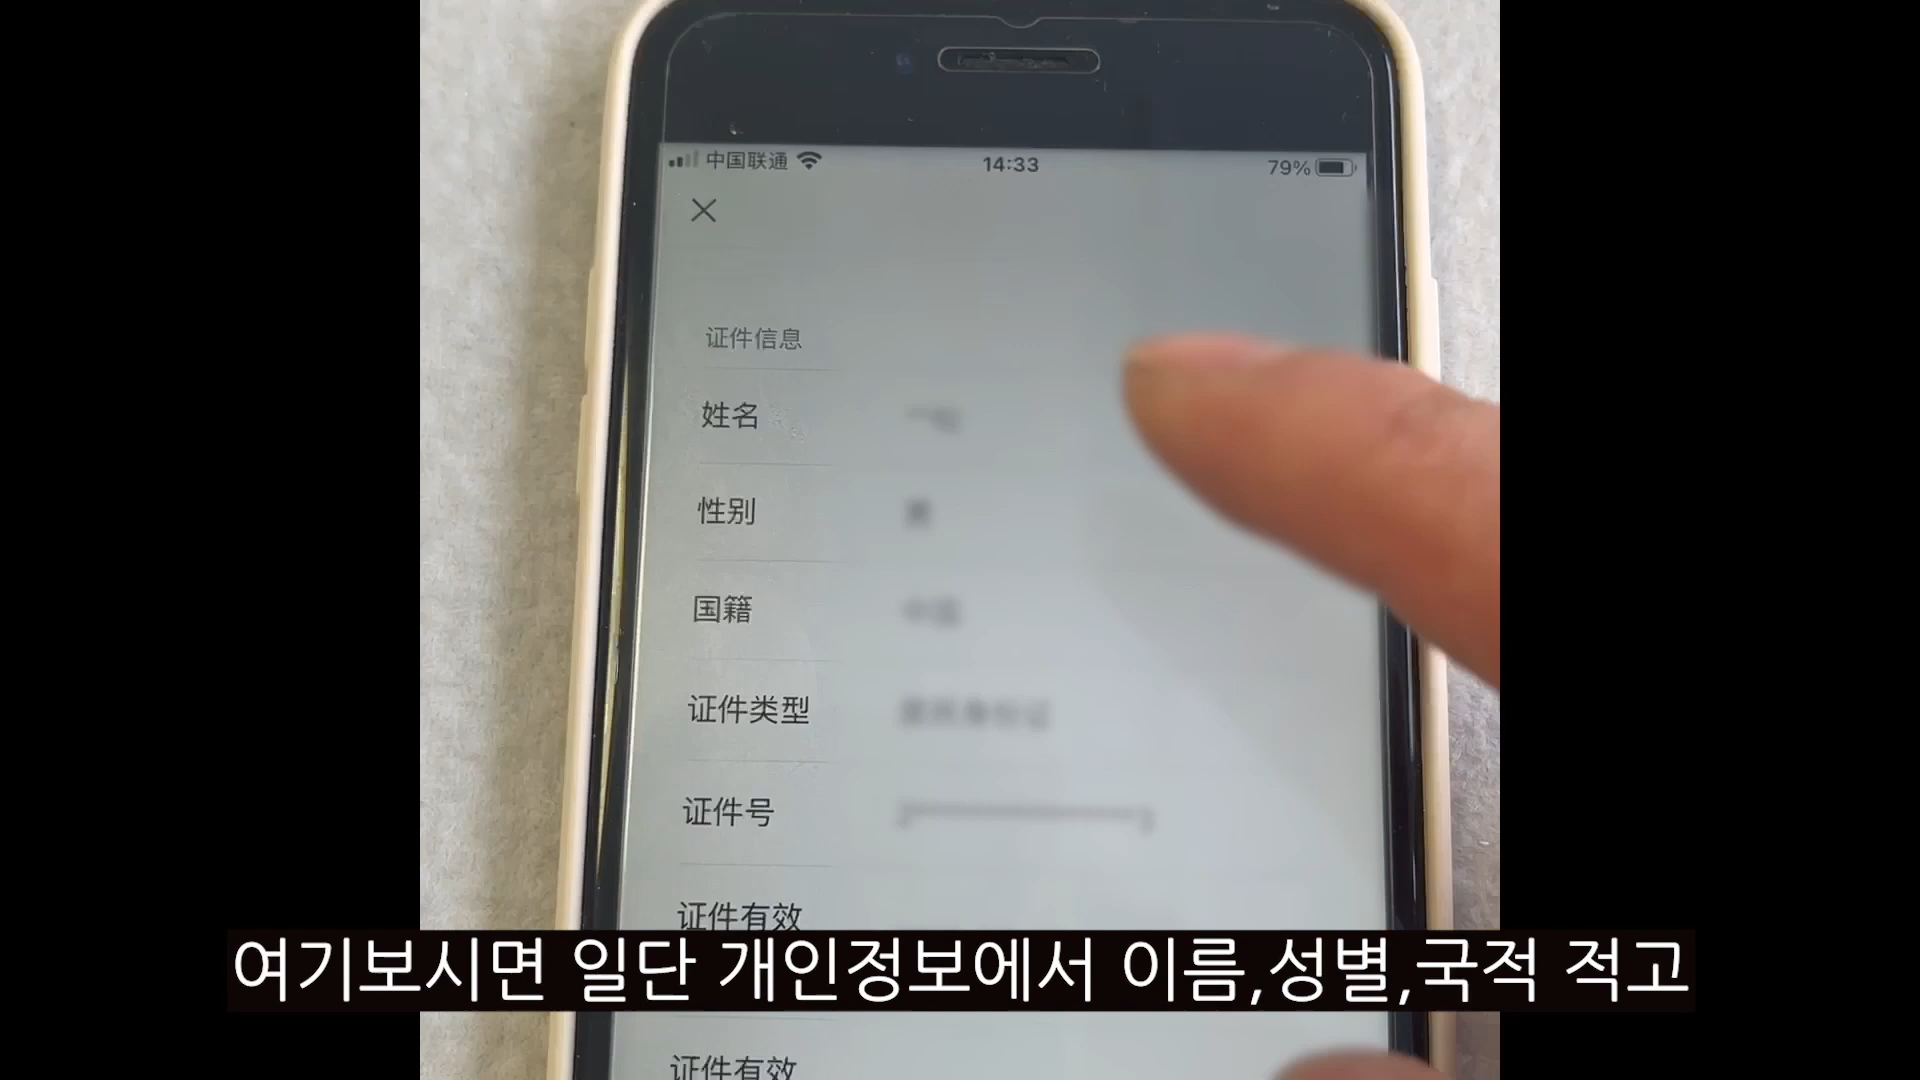 中国联通 14:33 79%
证件信息
姓名
性别
国籍
证件类型
证件号
证件有效
여기보시면 일단 개인정보에서 이름,성별,국적 적고
证件有效